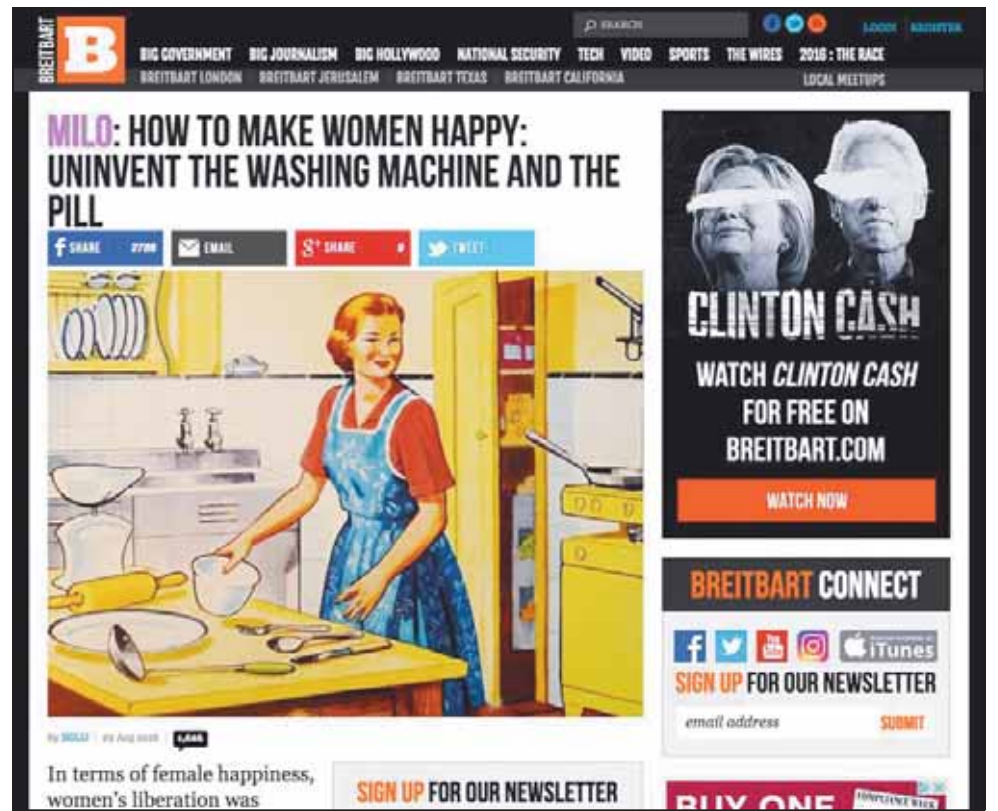 BREITBART
B
SEARCH
LOGIN REGISTER
BIG GOVERNMENT BIG JOURNALISM BIG HOLLYWOOD NATIONAL SECURITY TECH VIDEO SPORTS THE WIRES 2016 : THE RACE
BREITBART LONDON BREITBART JERUSALEM BREITBART TEXAS BREITBART CALIFORNIA LOCAL MEETUPS
MILO: HOW TO MAKE WOMEN HAPPY:
UNINVENT THE WASHING MACHINE AND THE
PILL
f SHARE EMAIL g+ SHARE TWEET
by MILO
In terms of female happiness,
women's liberation was
SIGN UP FOR OUR NEWSLETTER
CLINTON CASH
WATCH CLINTON CASH
FOR FREE ON
BREITBART.COM
WATCH NOW
BREITBART CONNECT
f You Tube iTunes
SIGN UP FOR OUR NEWSLETTER
email address SUBMIT
BUY ONE